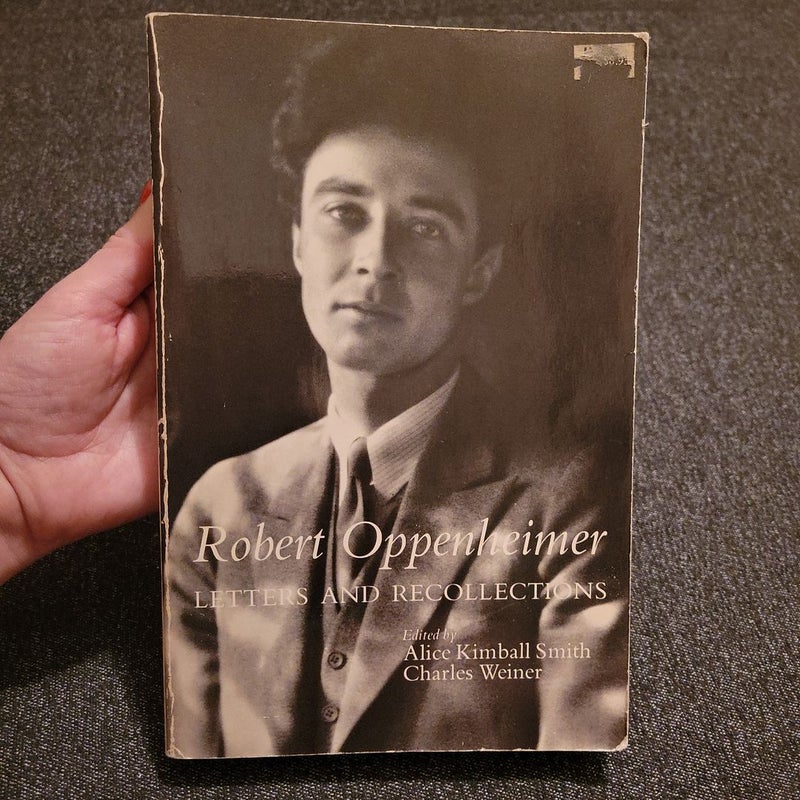 Robert Oppenheimer
LETTERS AND RECOLLECTIONS
Edited by
Alice Kimball Smith
Charles Weiner